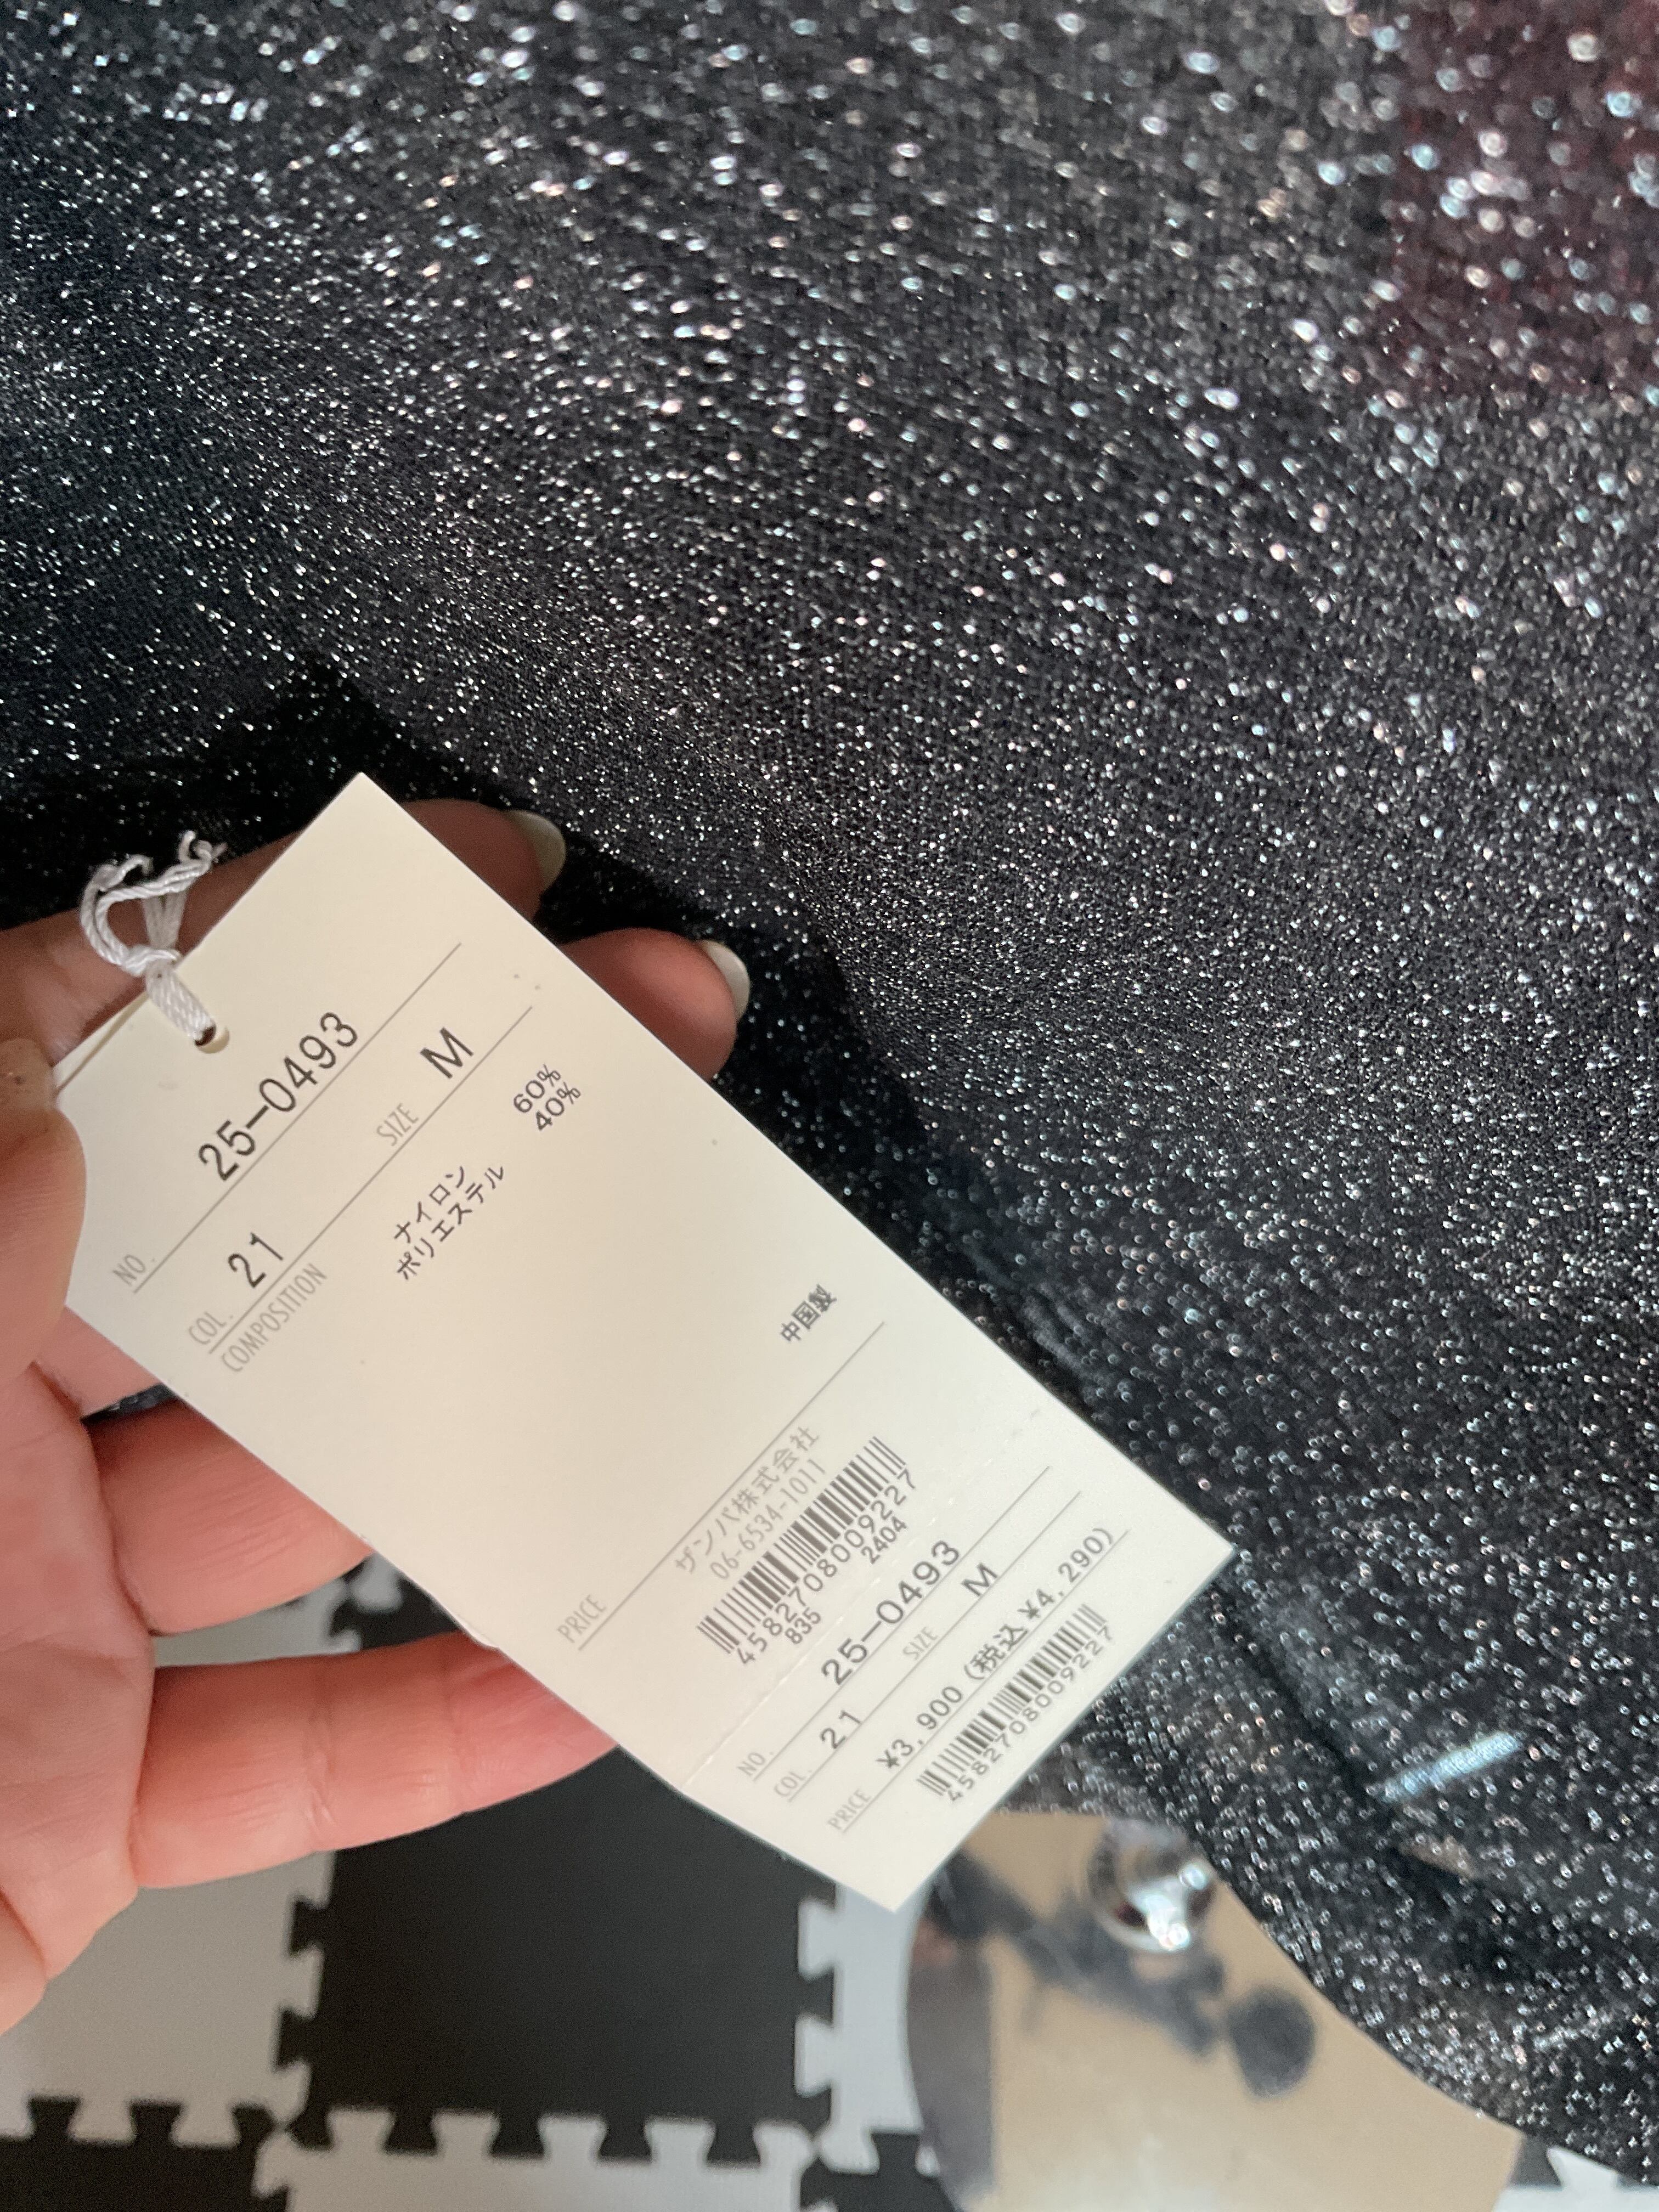 NO. 25-0493
COL. 21 SIZE M
COMPOSITION
ナイロン 60%
ポリエステル 40%
中国製
PRICE
ザンパ株式会社
06-6534-1011
4582708009227
835 2404
NO. 25-0493
COL. 21 SIZE M
PRICE ¥3,900 (税込 ¥4,290)
4582708009227